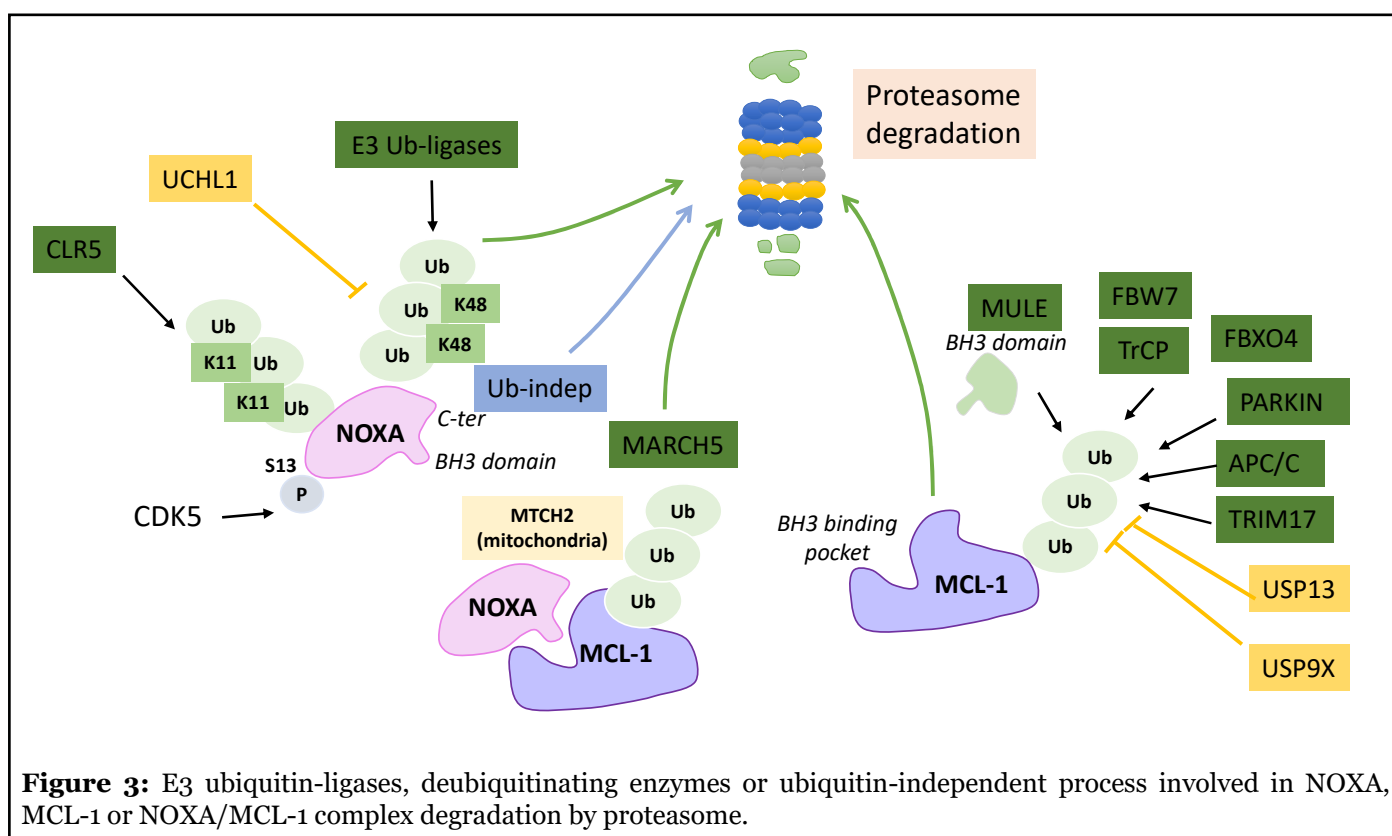 Proteasome
degradation
E3 Ub-ligases
UCHL1
CLR5
Ub
Ub
K48
Ub
K48
Ub
K11
Ub
K11
Ub
Ub-indep
NOXA
C-ter
BH3 domain
S13
P
CDK5
MARCH5
MTCH2
(mitochondria)
Ub
Ub
Ub
NOXA
MCL-1
MULE
BH3 domain
FBW7
TrCP
FBXO4
PARKIN
APC/C
TRIM17
Ub
Ub
Ub
BH3 binding
pocket
MCL-1
USP13
USP9X
Figure 3: E3 ubiquitin-ligases, deubiquitinating enzymes or ubiquitin-independent process involved in NOXA,
MCL-1 or NOXA/MCL-1 complex degradation by proteasome.